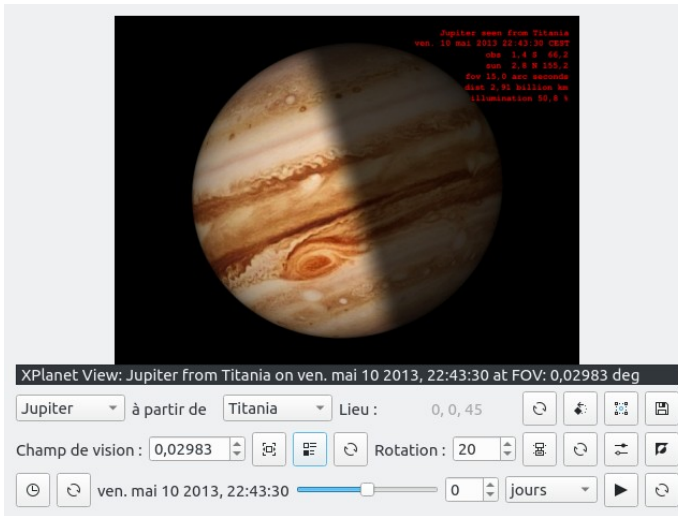 Jupiter seen from Titania
ven. 10 mai 2013 22:43:30 CEST
obs 1,4 S 66,2
sun 2,8 N 155,2
fov 15,0 arc seconds
dist 2,91 billion km
illumination 50,8 %
XPlanet View: Jupiter from Titania on ven. mai 10 2013, 22:43:30 at FOV: 0,02983 deg
Jupiter à partir de Titania Lieu : 0, 0, 45
Champ de vision : 0,02983 Rotation : 20
ven. mai 10 2013, 22:43:30 0 jours